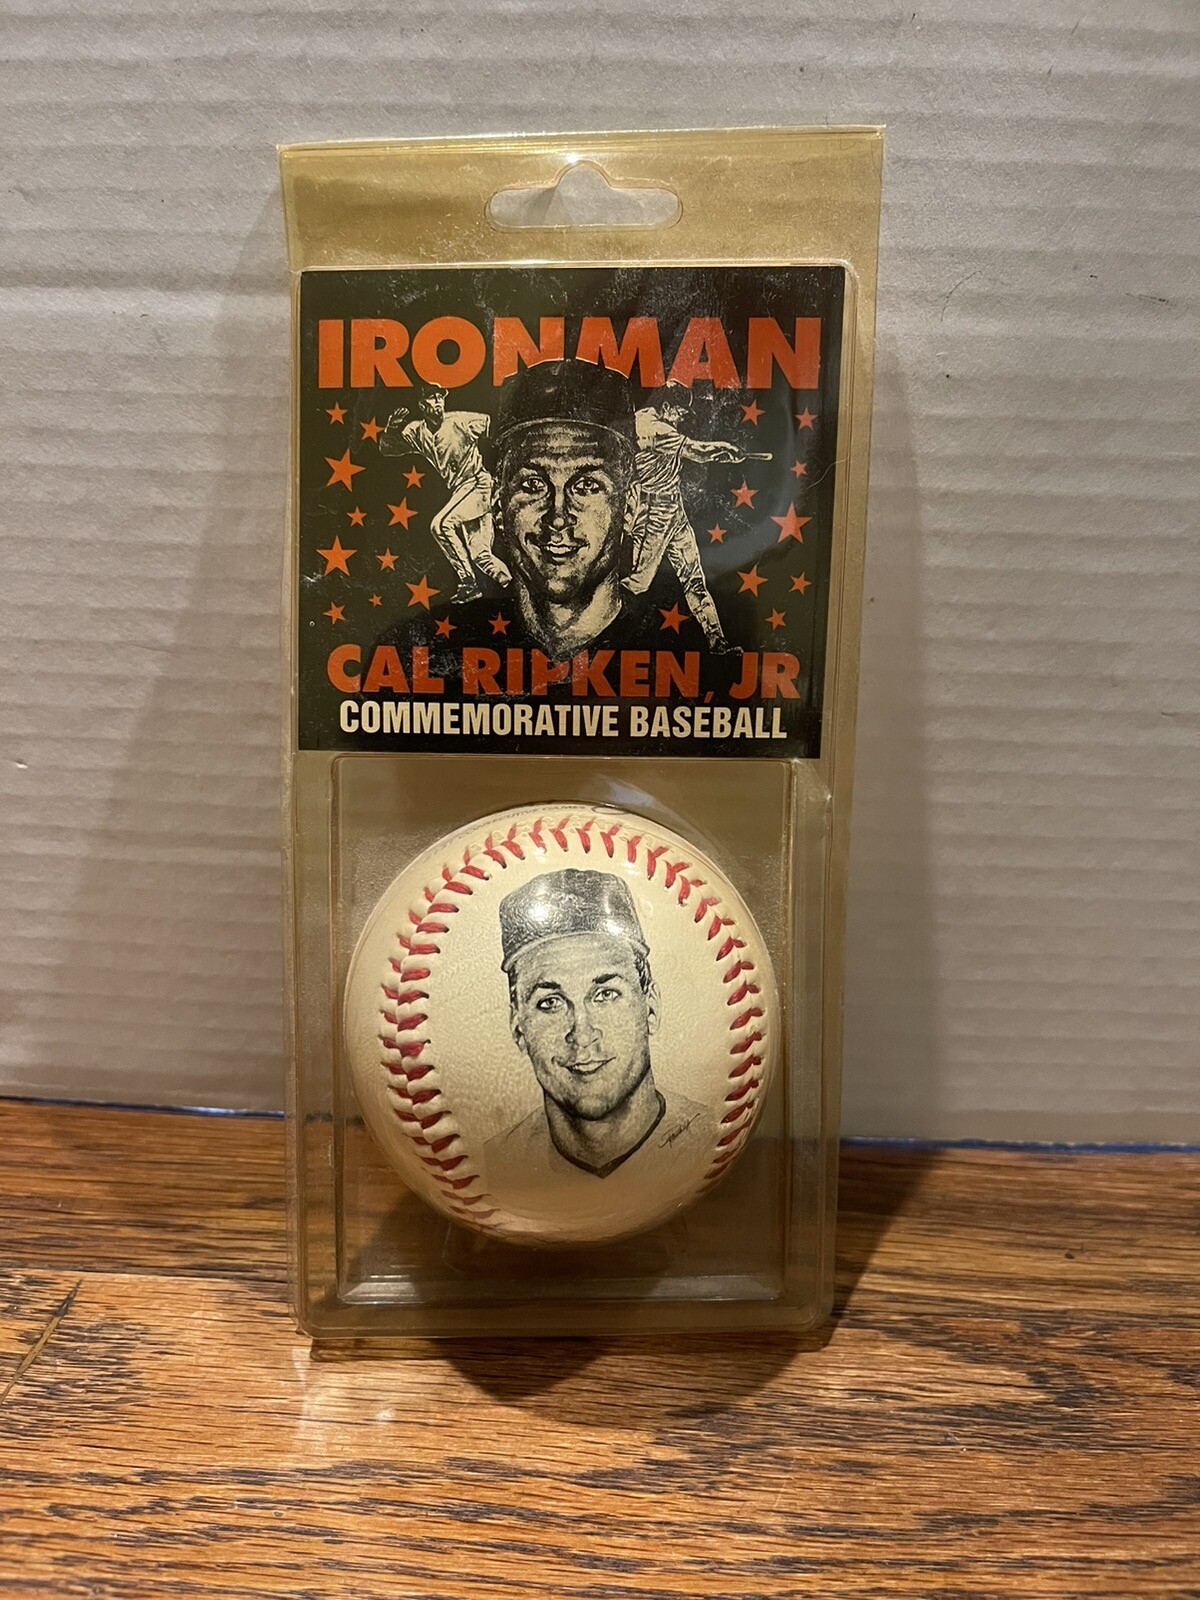 IRONMAN
CAL RIPKEN, JR
COMMEMORATIVE BASEBALL